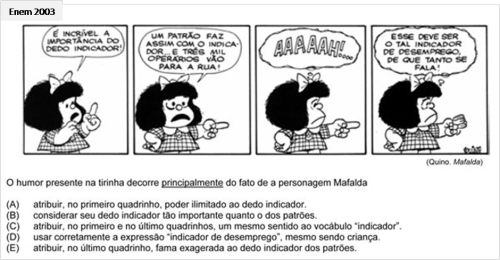 Enem 2003
É INCRÍVEL A
IMPORTÂNCIA DO
DEDO INDICADOR!
UM PATRÃO FAZ
ASSIM COM O INDICA-
DOR... E TRÊS MIL
OPERÁRIOS VÃO
PARA A RUA!
AAAAAH!...
ESSE DEVE SER
O TAL INDICADOR
DE DESEMPREGO,
DE QUE TANTO SE
FALA!
(Quino. Mafalda)
O humor presente na tirinha decorre principalmente do fato de a personagem Mafalda
(A) atribuir, no primeiro quadrinho, poder ilimitado ao dedo indicador.
(B) considerar seu dedo indicador tão importante quanto o dos patrões.
(C) atribuir, no primeiro e no último quadrinhos, um mesmo sentido ao vocábulo “indicador”.
(D) usar corretamente a expressão “indicador de desemprego”, mesmo sendo criança.
(E) atribuir, no último quadrinho, fama exagerada ao dedo indicador dos patrões.